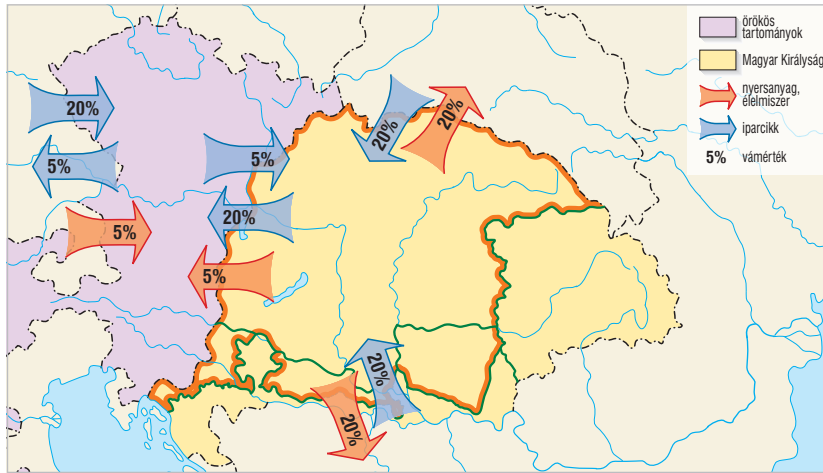 örökös
tartományok
Magyar Királyság
nyersanyag,
élelmiszer
iparcikk
5% vámérték
20%
5%
5%
5%
20%
5%
20%
20%
20%
20%